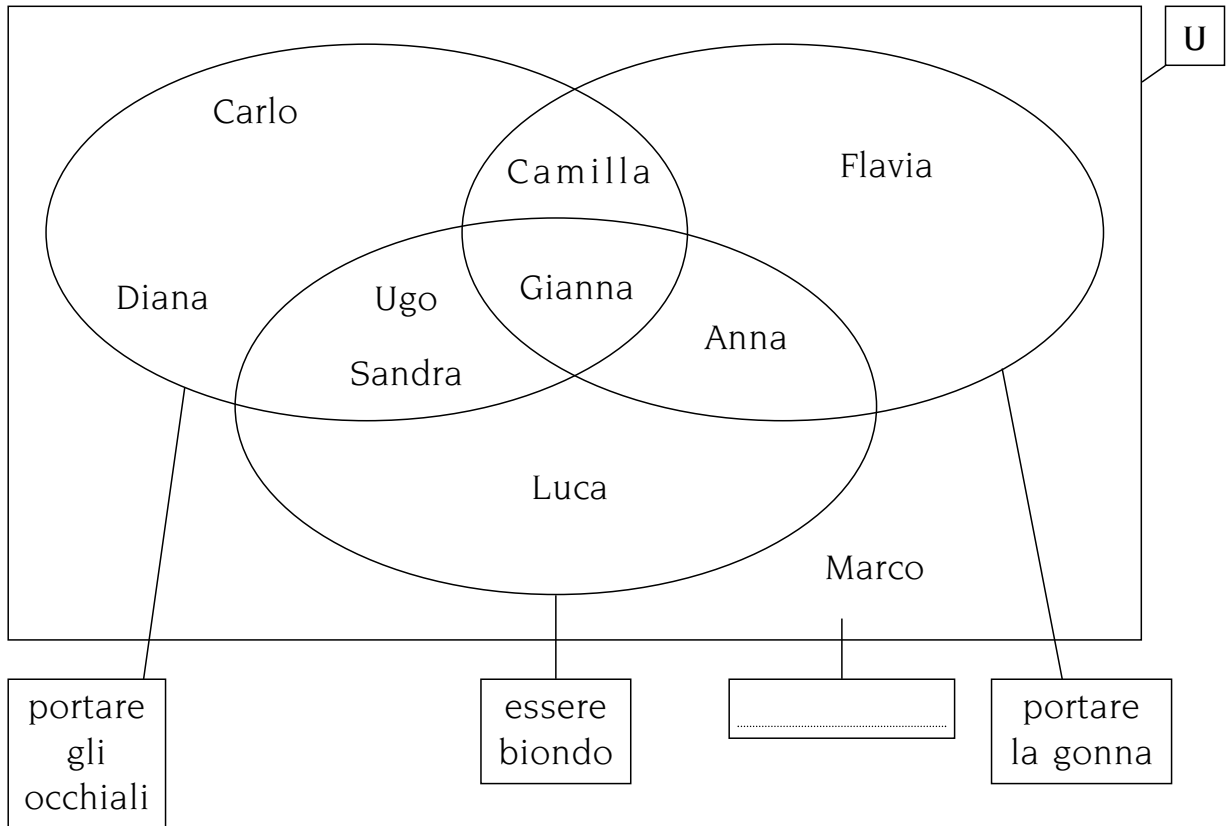 U
Carlo
Camilla
Flavia
Diana
Ugo
Gianna
Anna
Sandra
Luca
Marco
portare
gli
occhiali
essere
biondo
portare
la gonna